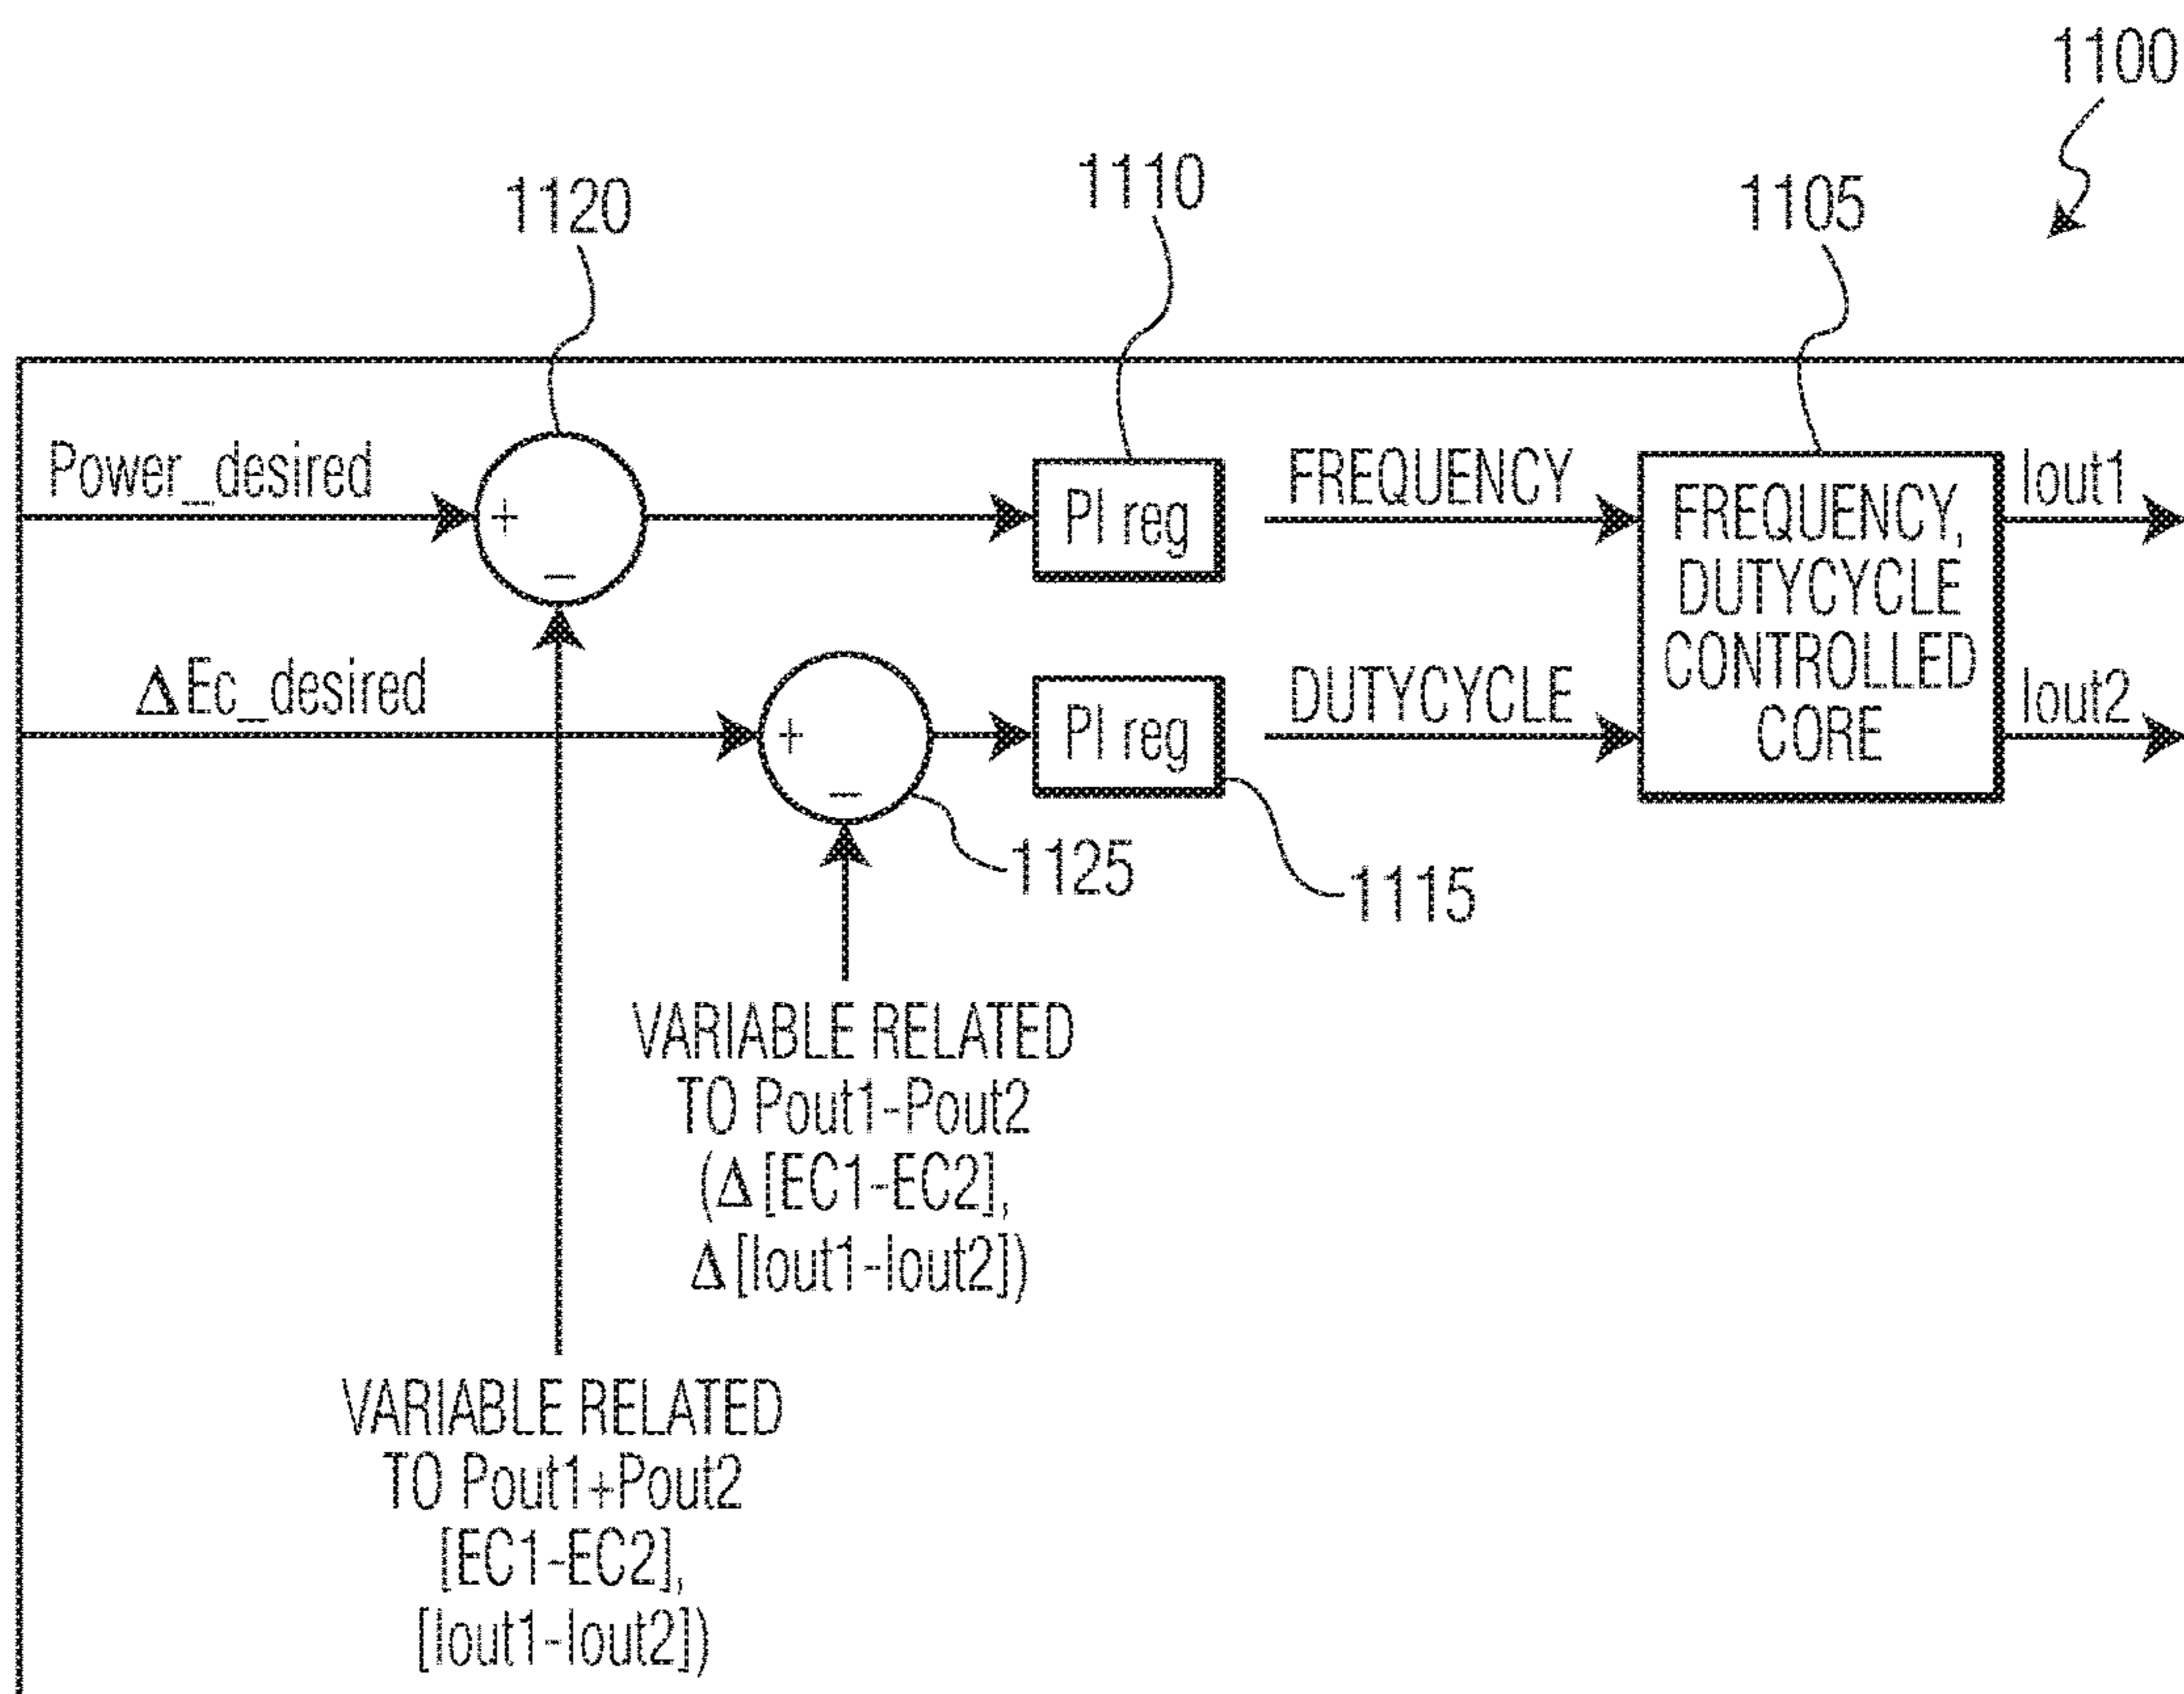 1100
1120
1110
1105
Power_desired
+
−
PI reg
FREQUENCY
FREQUENCY,
DUTYCYCLE
CONTROLLED
CORE
Iout1
ΔEc_desired
+
−
PI reg
DUTYCYCLE
Iout2
1125
1115
VARIABLE RELATED
TO Pout1-Pout2
(Δ[EC1-EC2],
Δ[Iout1-Iout2])
VARIABLE RELATED
TO Pout1+Pout2
[EC1-EC2],
[Iout1-Iout2])